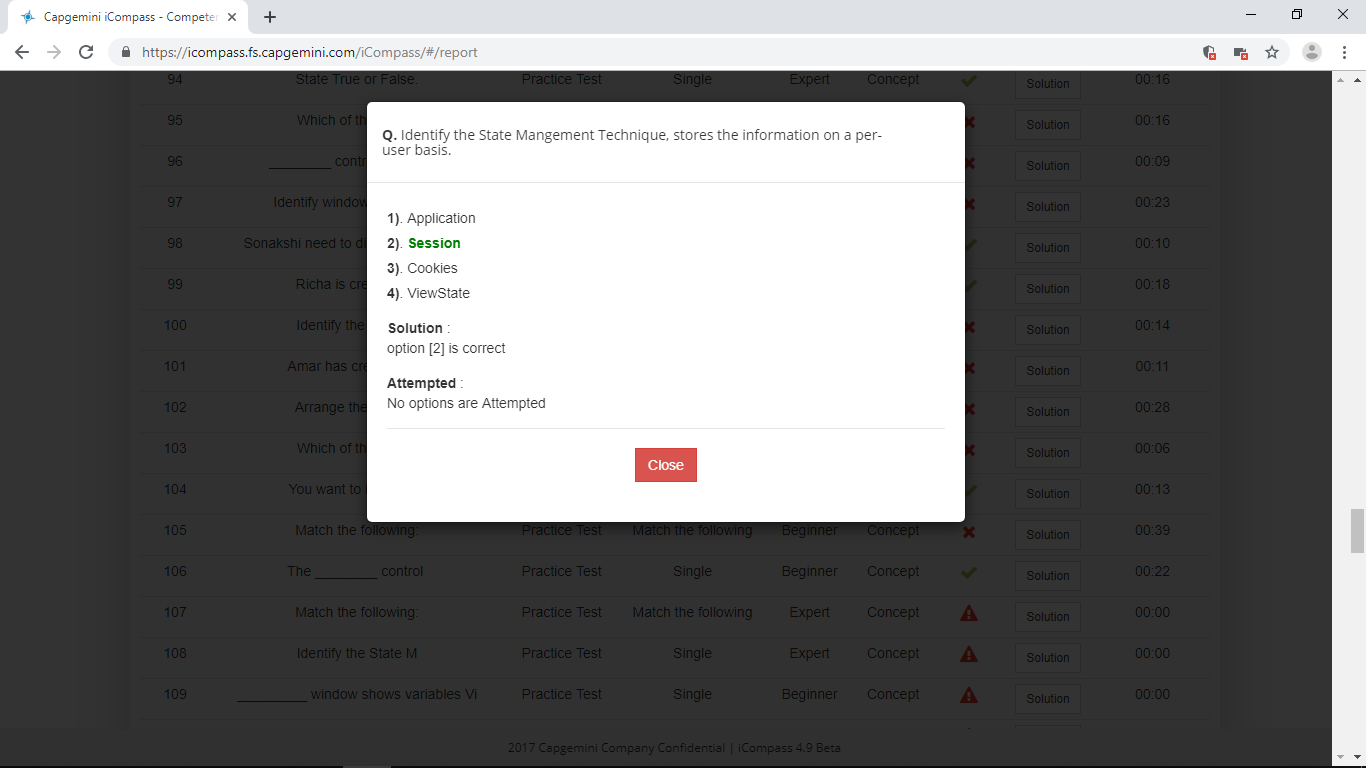 Capgemini iCompass - Competer
https://icompass.fs.capgemini.com/iCompass/#/report
94 State True or False. Practice Test Single Expert Concept Solution 00:16
95 Which of th Solution 00:16
96 ________ contr Solution 00:09
97 Identify window Solution 00:23
98 Sonakshi need to di Solution 00:10
99 Richa is cre Solution 00:18
100 Identify the Solution 00:14
101 Amar has cre Solution 00:11
102 Arrange the Solution 00:28
103 Which of th Solution 00:06
104 You want to Solution 00:13
Q. Identify the State Mangement Technique, stores the information on a per-
user basis.
1). Application
2). Session
3). Cookies
4). ViewState
Solution :
option [2] is correct
Attempted :
No options are Attempted
Close
105 Match the following: Practice Test Match the following Beginner Concept Solution 00:39
106 The ________ control Practice Test Single Beginner Concept Solution 00:22
107 Match the following: Practice Test Match the following Expert Concept Solution 00:00
108 Identify the State M Practice Test Single Expert Concept Solution 00:00
109 _________ window shows variables Vi Practice Test Single Beginner Concept Solution 00:00
2017 Capgemini Company Confidential | iCompass 4.9 Beta